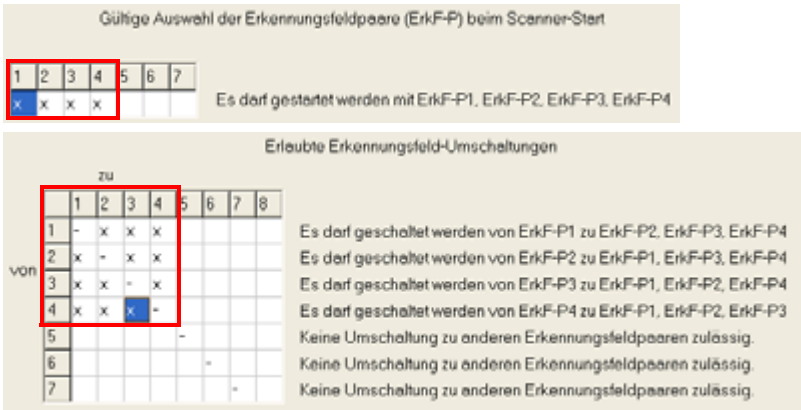 Gültige Auswahl der Erkennungsfeldpaare (ErkF-P) beim Scanner-Start
1 2 3 4 5 6 7
x x x x
Es darf gestartet werden mit ErkF-P1, ErkF-P2, ErkF-P3, ErkF-P4
Erlaubte Erkennungsfeld-Umschaltungen
zu
1 2 3 4 5 6 7 8
von
1 - x x x Es darf geschaltet werden von ErkF-P1 zu ErkF-P2, ErkF-P3, ErkF-P4
2 x - x x Es darf geschaltet werden von ErkF-P2 zu ErkF-P1, ErkF-P3, ErkF-P4
3 x x - x Es darf geschaltet werden von ErkF-P3 zu ErkF-P1, ErkF-P2, ErkF-P4
4 x x x - Es darf geschaltet werden von ErkF-P4 zu ErkF-P1, ErkF-P2, ErkF-P3
5 - Keine Umschaltung zu anderen Erkennungsfeldpaaren zulässig.
6 - Keine Umschaltung zu anderen Erkennungsfeldpaaren zulässig.
7 - Keine Umschaltung zu anderen Erkennungsfeldpaaren zulässig.